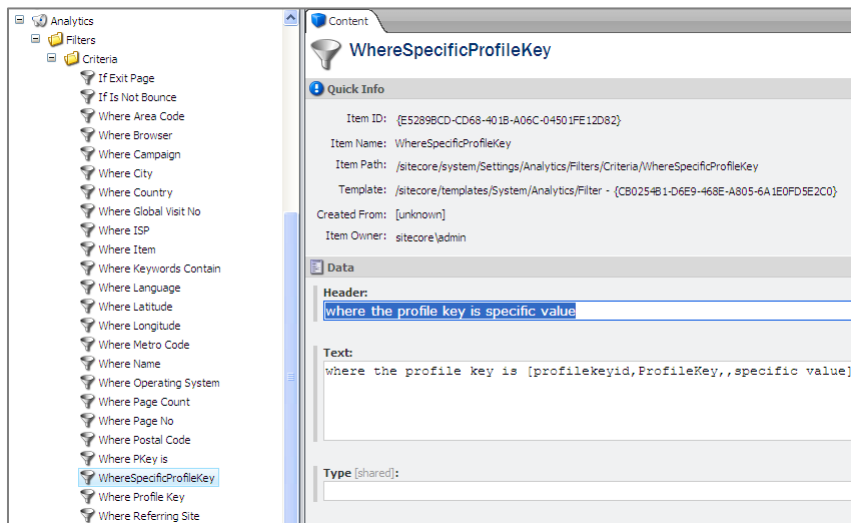 Analytics
Filters
Criteria
If Exit Page
If Is Not Bounce
Where Area Code
Where Browser
Where Campaign
Where City
Where Country
Where Global Visit No
Where ISP
Where Item
Where Keywords Contain
Where Language
Where Latitude
Where Longitude
Where Metro Code
Where Name
Where Operating System
Where Page Count
Where Page No
Where Postal Code
Where PKey is
WhereSpecificProfileKey
Where Profile Key
Where Referring Site
Content
WhereSpecificProfileKey
Quick Info
Item ID: {E5289BCD-CD68-401B-A06C-04501FE12D82}
Item Name: WhereSpecificProfileKey
Item Path: /sitecore/system/Settings/Analytics/Filters/Criteria/WhereSpecificProfileKey
Template: /sitecore/templates/System/Analytics/Filter - {CB0254B1-D6E9-468E-A805-6A1E0FD5E2C0}
Created From: [unknown]
Item Owner: sitecore\admin
Data
Header:
where the profile key is specific value
Text:
where the profile key is [profilekeyid,ProfileKey,,specific value]
Type [shared]: